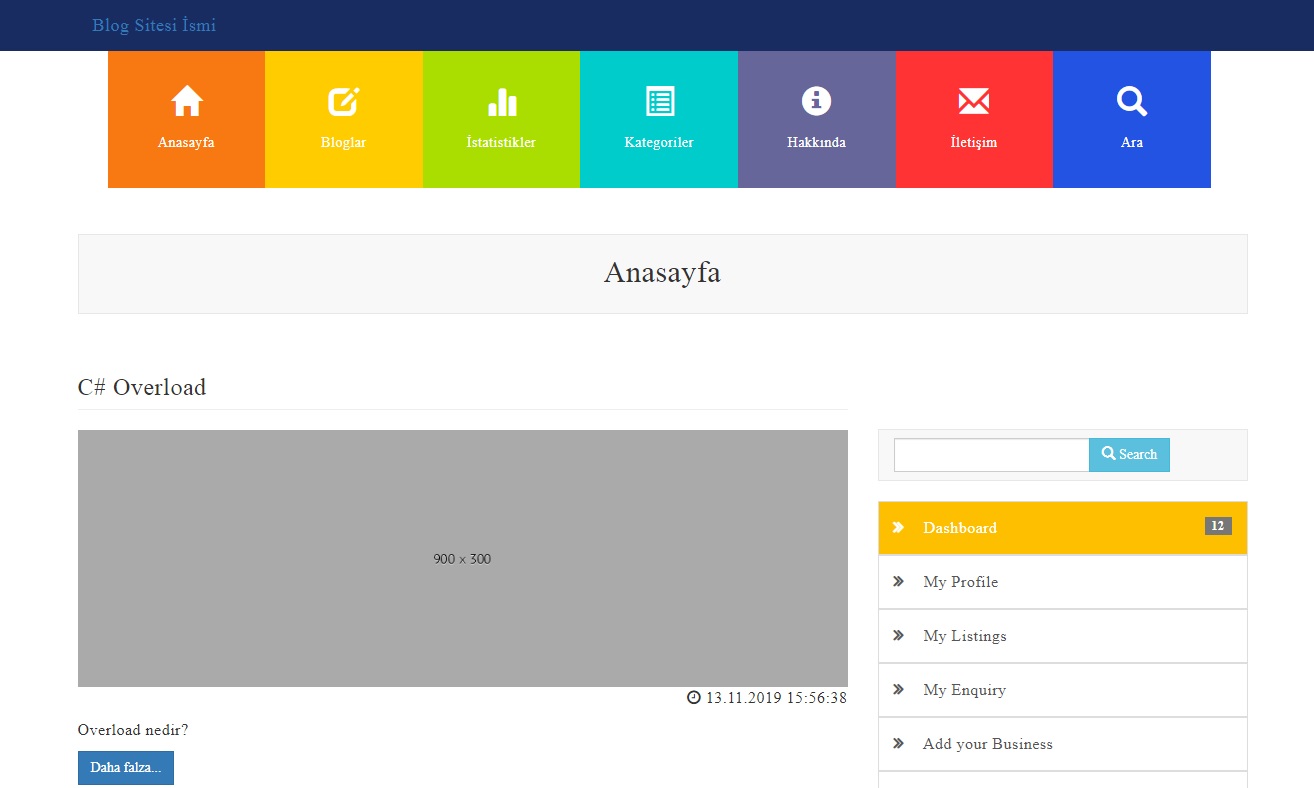 Blog Sitesi İsmi
Anasayfa
Bloglar
İstatistikler
Kategoriler
Hakkında
İletişim
Ara
Anasayfa
C# Overload
900 x 300
13.11.2019 15:56:38
Overload nedir?
Daha falza...
Search
Dashboard 12
My Profile
My Listings
My Enquiry
Add your Business